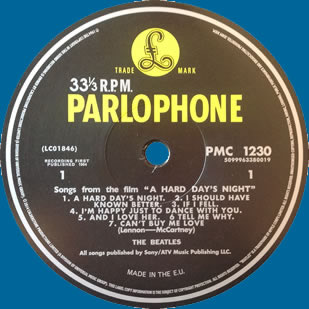 £
TRADE MARK
33⅓ R.P.M.
PARLOPHONE
(LC01846)
PMC 1230
5099963380019
1
RECORDING FIRST
PUBLISHED 1964
1
Songs from the film "A HARD DAY'S NIGHT"
1. A HARD DAY'S NIGHT. 2. I SHOULD HAVE
KNOWN BETTER. 3. IF I FELL.
4. I'M HAPPY JUST TO DANCE WITH YOU.
5. AND I LOVE HER. 6 TELL ME WHY.
7. CAN'T BUY ME LOVE
(Lennon—McCartney)
THE BEATLES
All songs published by Sony/ATV Music Publishing LLC.
MADE IN THE E.U.